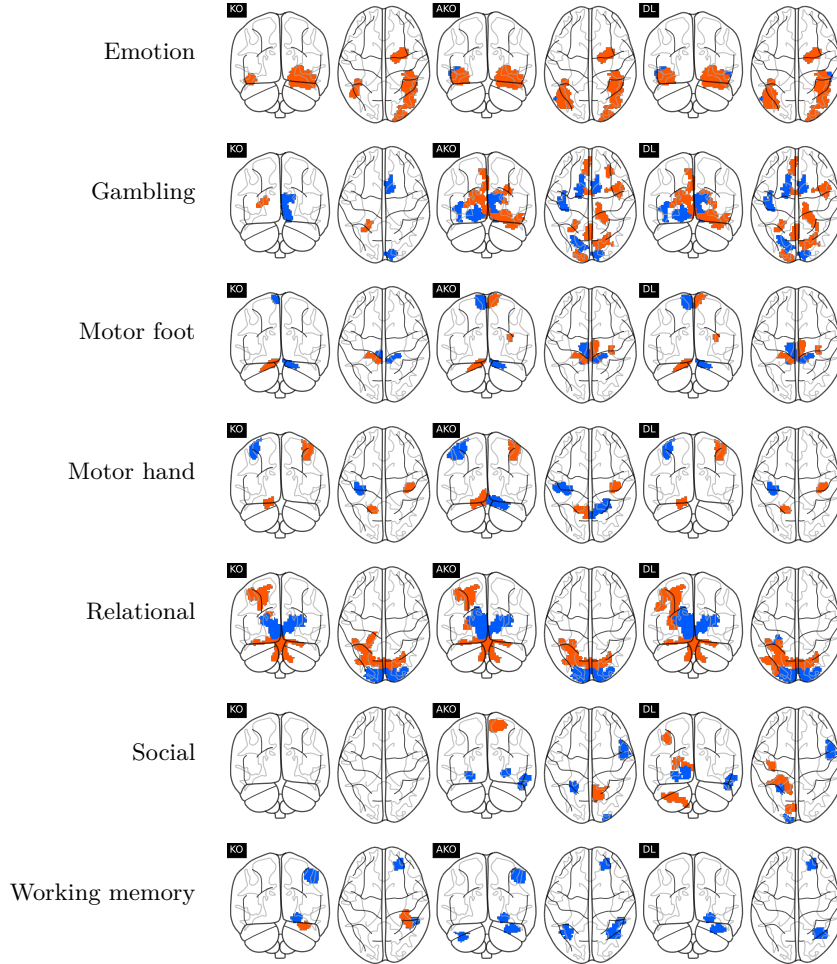 KO AKO DL
Emotion
KO AKO DL
Gambling
KO AKO DL
Motor foot
KO AKO DL
Motor hand
KO AKO DL
Relational
KO AKO DL
Social
KO AKO DL
Working memory